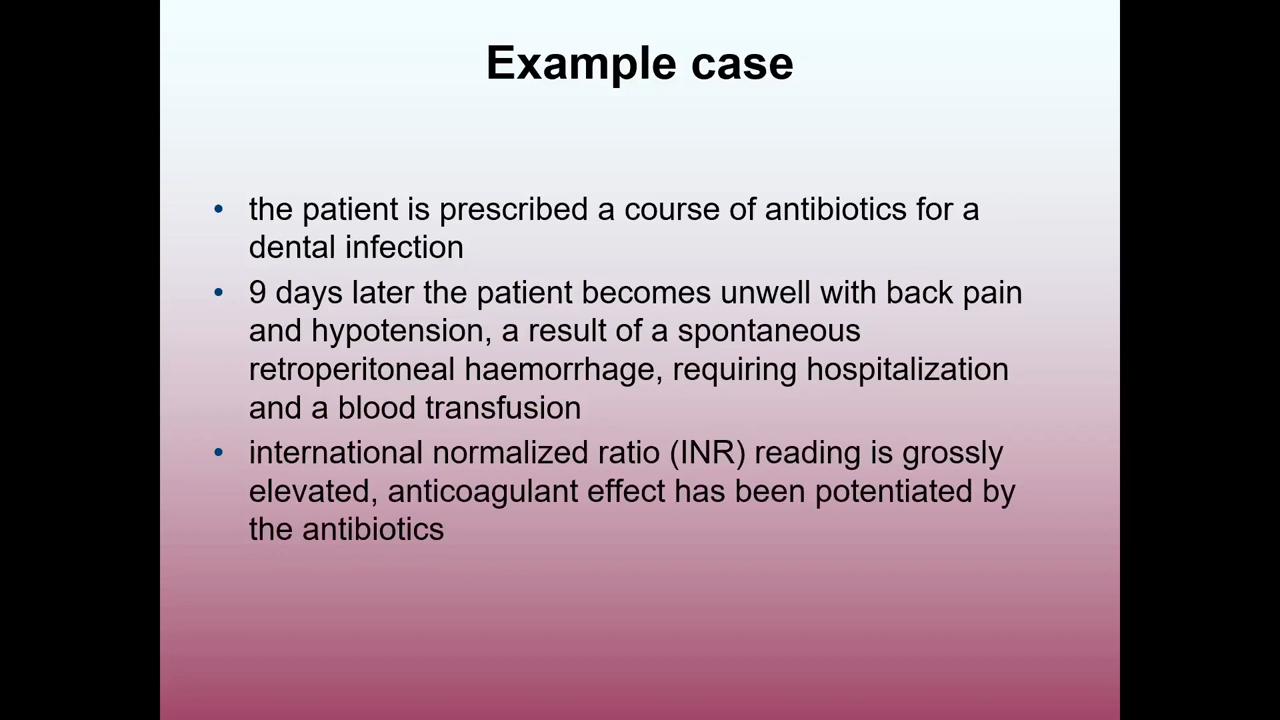 Example case
• the patient is prescribed a course of antibiotics for a
dental infection
• 9 days later the patient becomes unwell with back pain
and hypotension, a result of a spontaneous
retroperitoneal haemorrhage, requiring hospitalization
and a blood transfusion
• international normalized ratio (INR) reading is grossly
elevated, anticoagulant effect has been potentiated by
the antibiotics